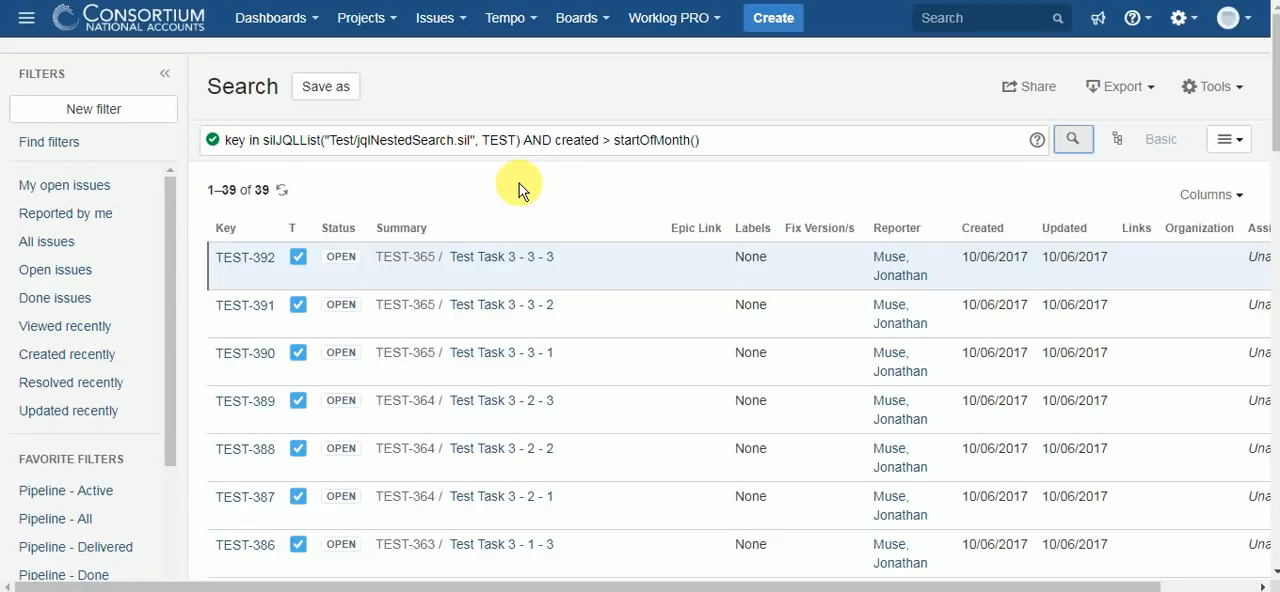 CONSORTIUM
NATIONAL ACCOUNTS
Dashboards Projects Issues Tempo Boards Worklog PRO Create Search
FILTERS
New filter
Find filters
My open issues
Reported by me
All issues
Open issues
Done issues
Viewed recently
Created recently
Resolved recently
Updated recently
FAVORITE FILTERS
Pipeline - Active
Pipeline - All
Pipeline - Delivered
Pipeline - Done
Search Save as Share Export Tools
key in silJQLList("Test/jqlNestedSearch.sil", TEST) AND created > startOfMonth() Basic
1–39 of 39
Columns
Key T Status Summary Epic Link Labels Fix Version/s Reporter Created Updated Links Organization Assi
TEST-392 OPEN TEST-365 / Test Task 3 - 3 - 3 None Muse, 10/06/2017 10/06/2017 Una
Jonathan
TEST-391 OPEN TEST-365 / Test Task 3 - 3 - 2 None Muse, 10/06/2017 10/06/2017 Una
Jonathan
TEST-390 OPEN TEST-365 / Test Task 3 - 3 - 1 None Muse, 10/06/2017 10/06/2017 Una
Jonathan
TEST-389 OPEN TEST-364 / Test Task 3 - 2 - 3 None Muse, 10/06/2017 10/06/2017 Una
Jonathan
TEST-388 OPEN TEST-364 / Test Task 3 - 2 - 2 None Muse, 10/06/2017 10/06/2017 Una
Jonathan
TEST-387 OPEN TEST-364 / Test Task 3 - 2 - 1 None Muse, 10/06/2017 10/06/2017 Una
Jonathan
TEST-386 OPEN TEST-363 / Test Task 3 - 1 - 3 None Muse, 10/06/2017 10/06/2017 Una
Jonathan